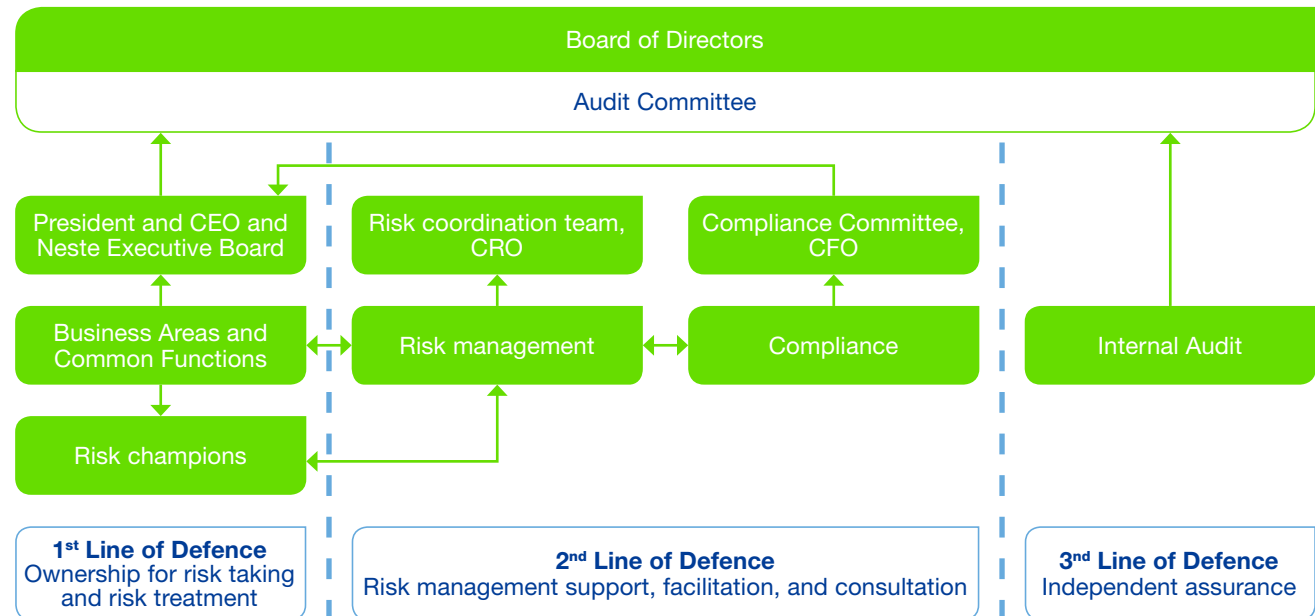 Board of Directors
Audit Committee
President and CEO and
Neste Executive Board
Risk coordination team,
CRO
Compliance Committee,
CFO
Business Areas and
Common Functions
Risk management
Compliance
Internal Audit
Risk champions
1st Line of Defence
Ownership for risk taking
and risk treatment
2nd Line of Defence
Risk management support, facilitation, and consultation
3nd Line of Defence
Independent assurance